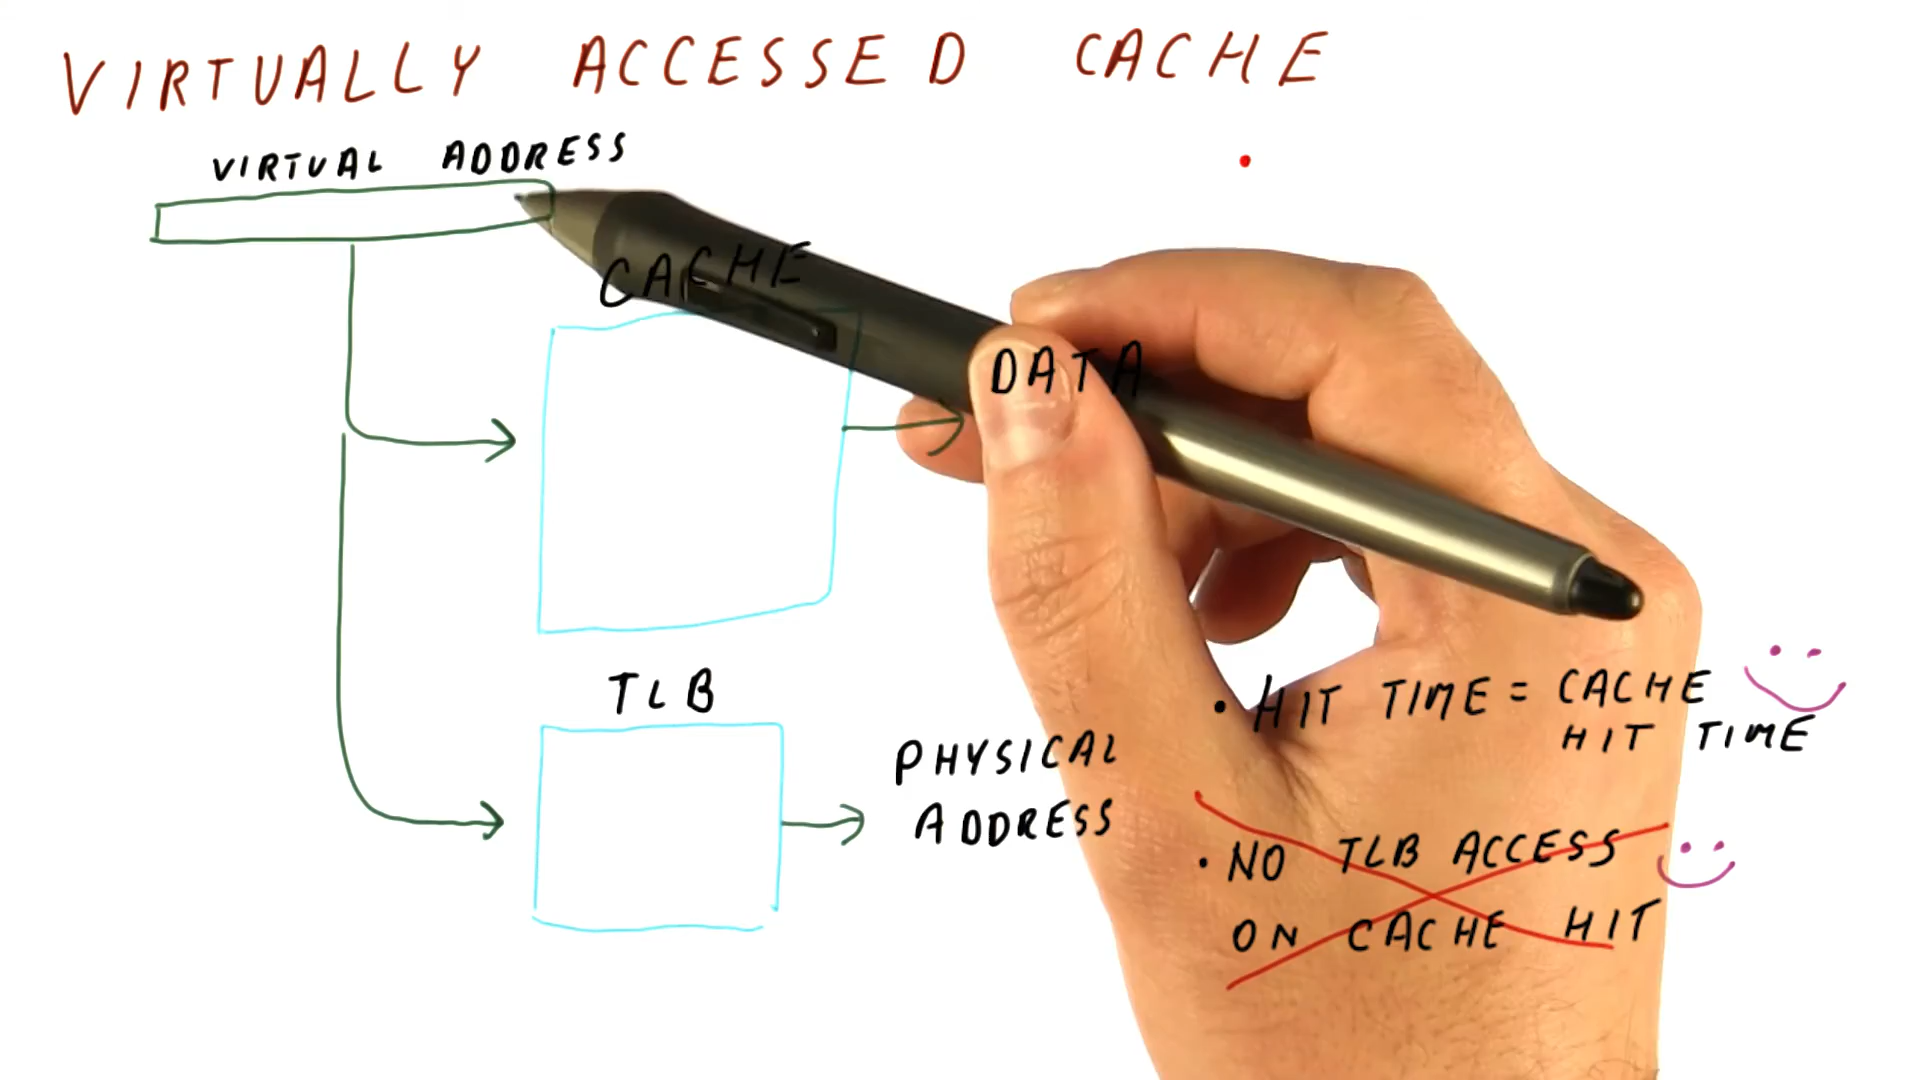 VIRTUALLY ACCESSED CACHE
VIRTUAL ADDRESS
CACHE
DATA
TLB
PHYSICAL
ADDRESS
• HIT TIME = CACHE
HIT TIME
• NO TLB ACCESS
ON CACHE HIT